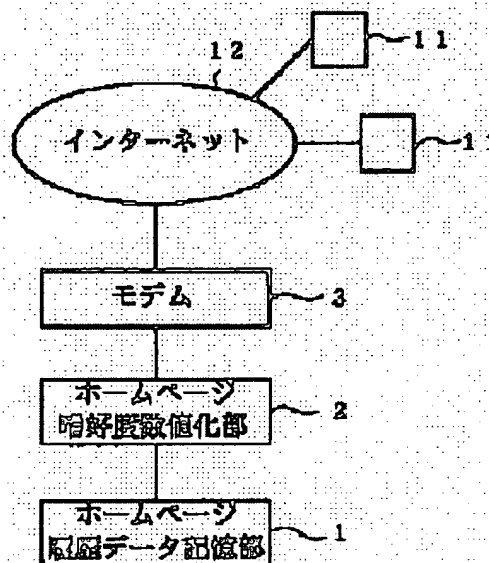 12
11
インターネット
11
モデム
3
ホームページ
嗜好度数値化部
2
ホームページ
履歴データ記憶部
1